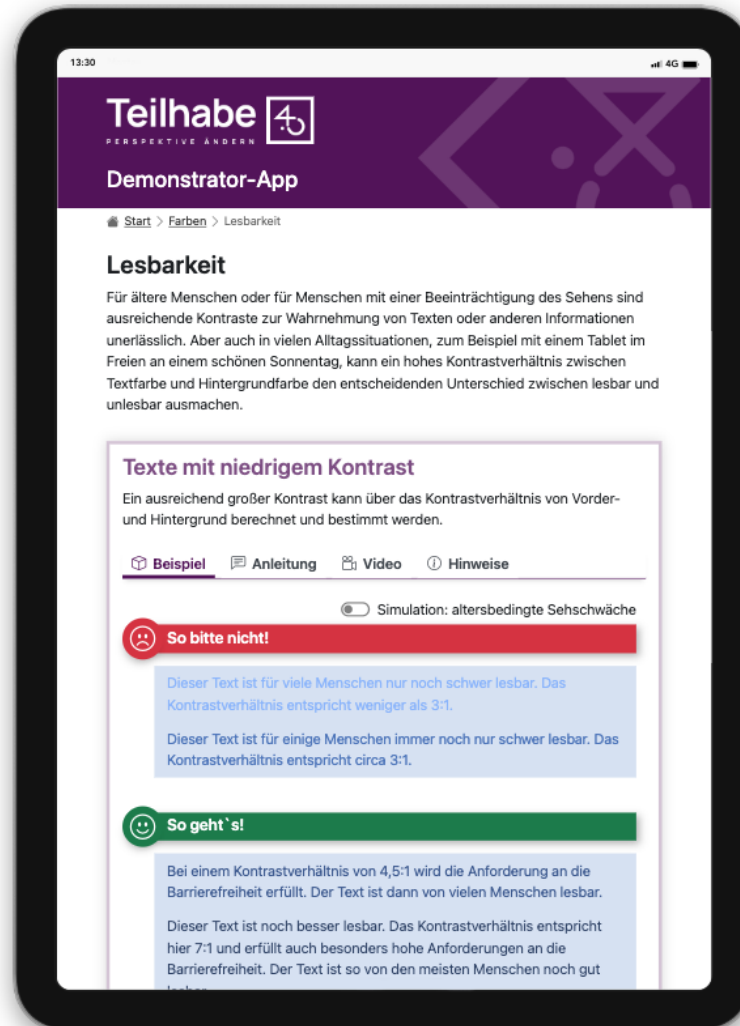 13:30
4G
Teilhabe 4.0
PERSPEKTIVE ÄNDERN
Demonstrator-App
Start > Farben > Lesbarkeit
Lesbarkeit
Für ältere Menschen oder für Menschen mit einer Beeinträchtigung des Sehens sind
ausreichende Kontraste zur Wahrnehmung von Texten oder anderen Informationen
unerlässlich. Aber auch in vielen Alltagssituationen, zum Beispiel mit einem Tablet im
Freien an einem schönen Sonnentag, kann ein hohes Kontrastverhältnis zwischen
Textfarbe und Hintergrundfarbe den entscheidenden Unterschied zwischen lesbar und
unlesbar ausmachen.
Texte mit niedrigem Kontrast
Ein ausreichend großer Kontrast kann über das Kontrastverhältnis von Vorder-
und Hintergrund berechnet und bestimmt werden.
Beispiel Anleitung Video Hinweise
Simulation: altersbedingte Sehschwäche
So bitte nicht!
Dieser Text ist für viele Menschen nur noch schwer lesbar. Das
Kontrastverhältnis entspricht weniger als 3:1.
Dieser Text ist für einige Menschen immer noch nur schwer lesbar. Das
Kontrastverhältnis entspricht circa 3:1.
So geht`s!
Bei einem Kontrastverhältnis von 4,5:1 wird die Anforderung an die
Barrierefreiheit erfüllt. Der Text ist dann von vielen Menschen lesbar.
Dieser Text ist noch besser lesbar. Das Kontrastverhältnis entspricht
hier 7:1 und erfüllt auch besonders hohe Anforderungen an die
Barrierefreiheit. Der Text ist so von den meisten Menschen noch gut